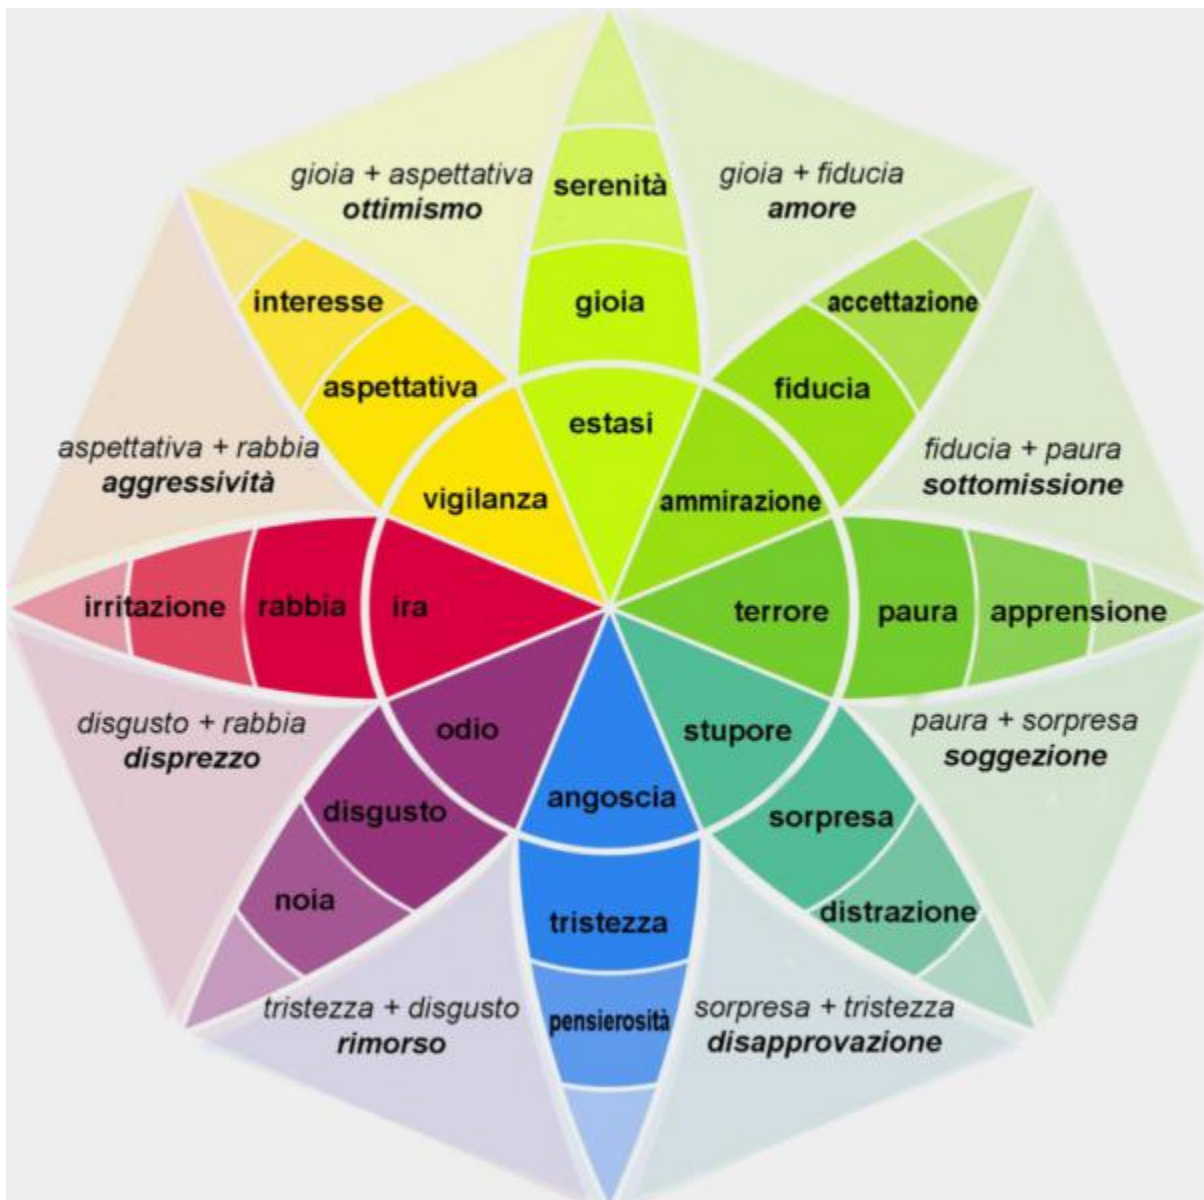 gioia + aspettativa
ottimismo
serenità
gioia + fiducia
amore
interesse
gioia
accettazione
aspettativa
fiducia
estasi
aspettativa + rabbia
aggressività
vigilanza
ammirazione
fiducia + paura
sottomissione
irritazione
rabbia
ira
terrore
paura
apprensione
disgusto + rabbia
disprezzo
odio
stupore
paura + sorpresa
soggezione
angoscia
disgusto
sorpresa
noia
tristezza
distrazione
tristezza + disgusto
rimorso
pensierosità
sorpresa + tristezza
disapprovazione